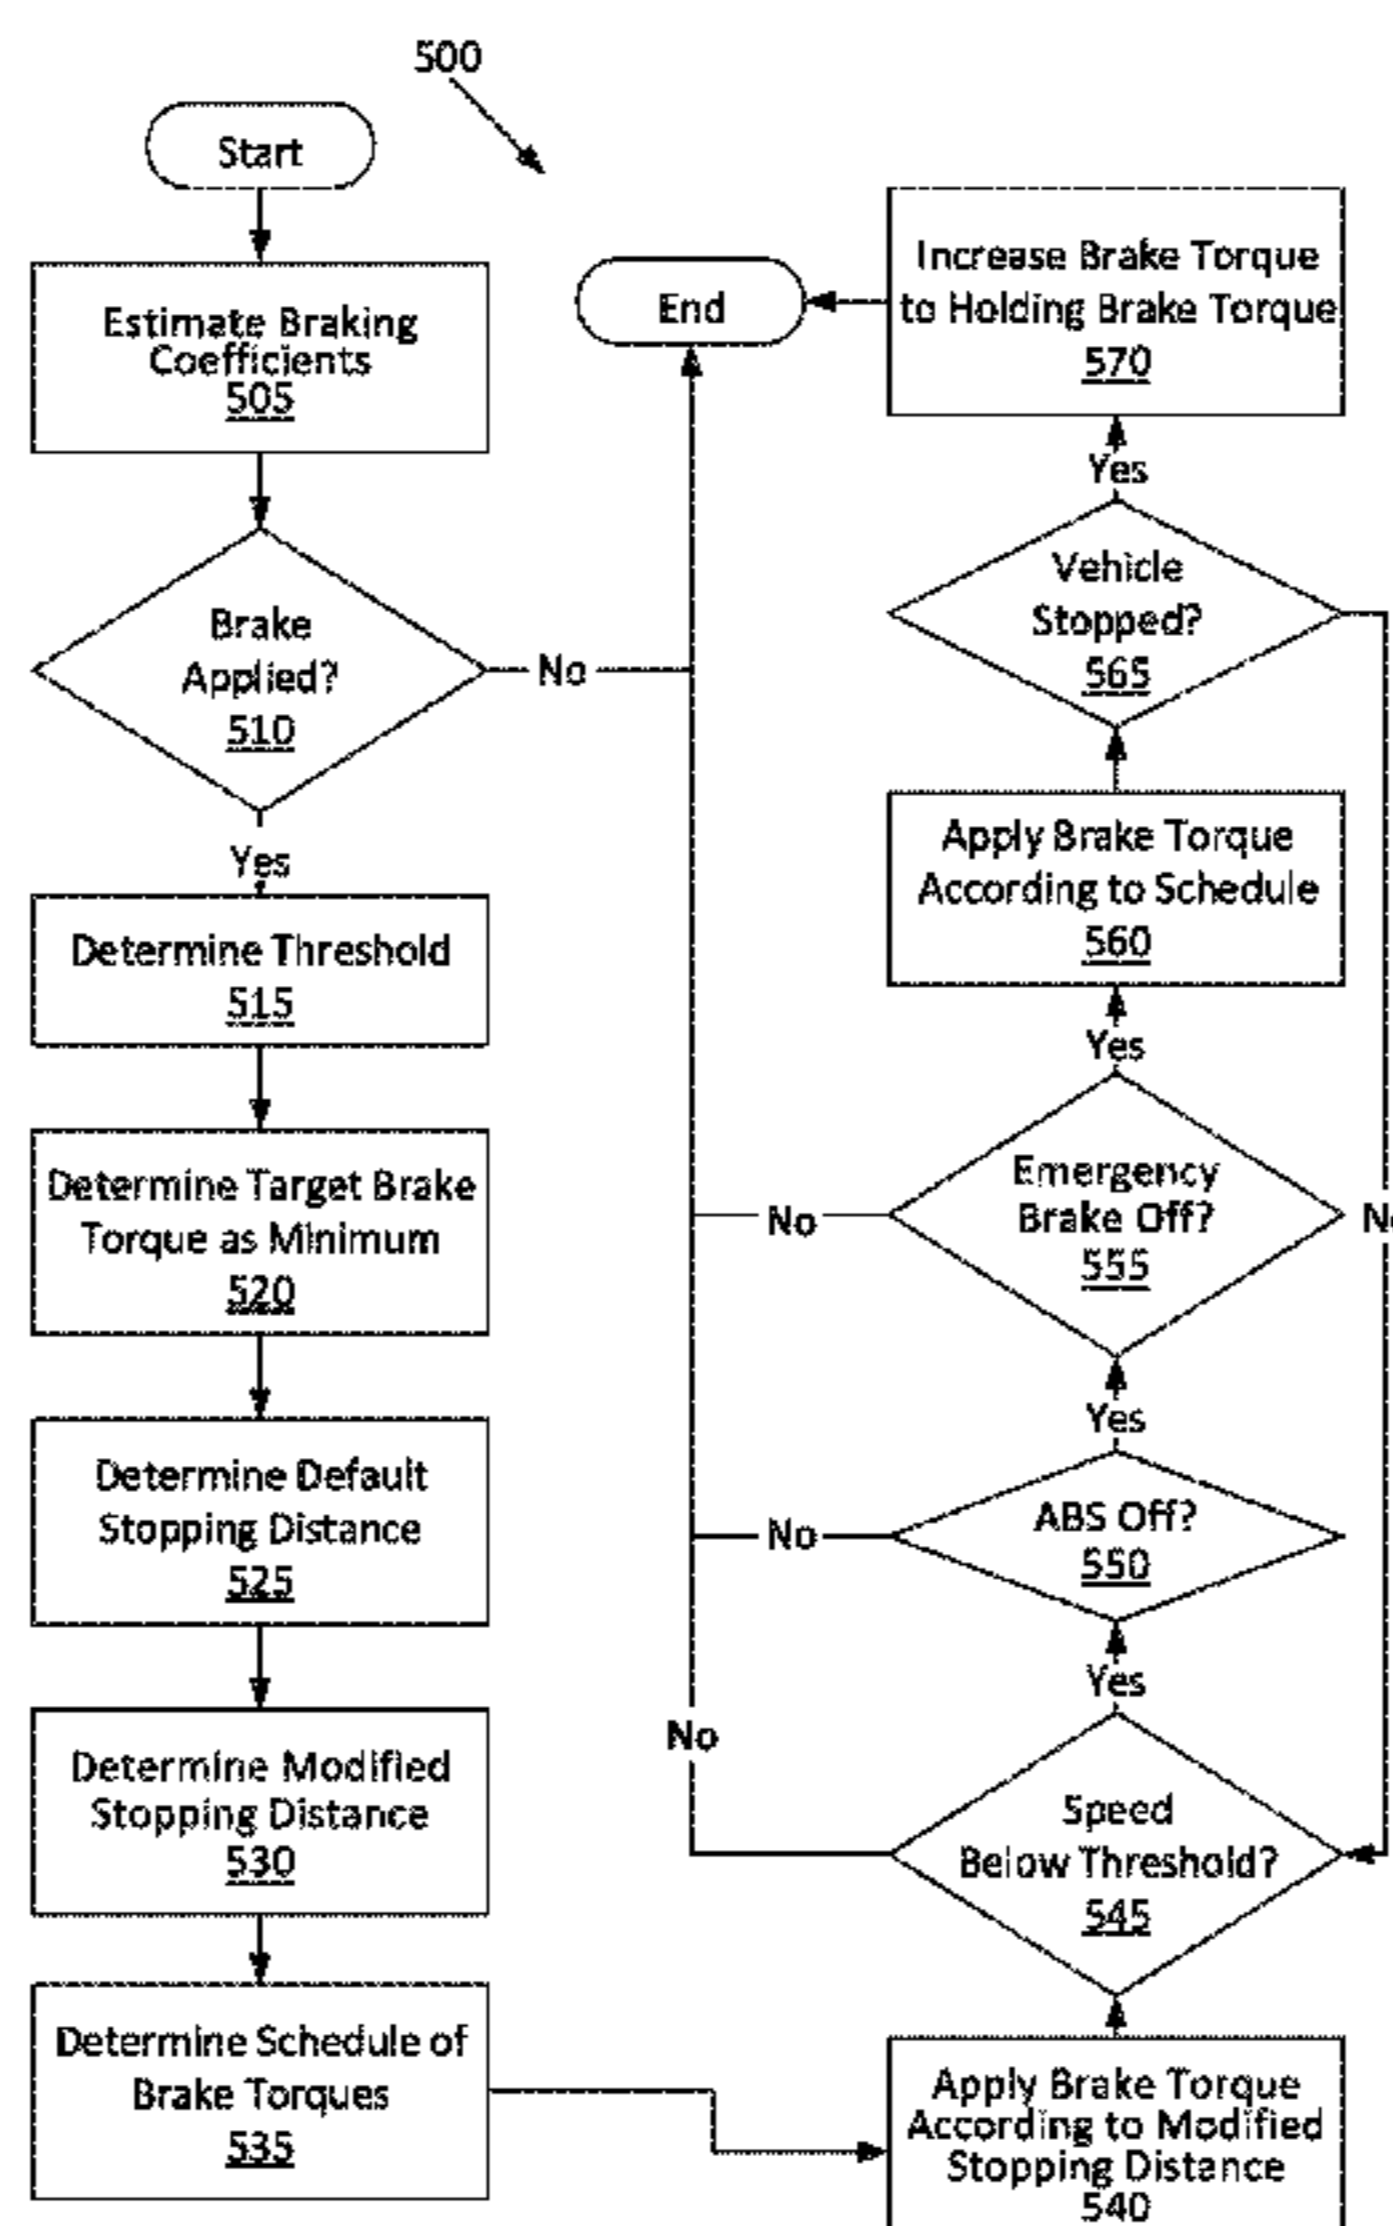 500
Start
Estimate Braking
Coefficients
505
Brake
Applied?
510
No
Yes
Determine Threshold
515
Determine Target Brake
Torque as Minimum
520
Determine Default
Stopping Distance
525
Determine Modified
Stopping Distance
530
Determine Schedule of
Brake Torques
535
Apply Brake Torque
According to Modified
Stopping Distance
540
Speed
Below Threshold?
545
No
Yes
ABS Off?
550
No
Yes
Emergency
Brake Off?
555
No
Yes
Apply Brake Torque
According to Schedule
560
Vehicle
Stopped?
565
Yes
Increase Brake Torque
to Holding Brake Torque
570
End